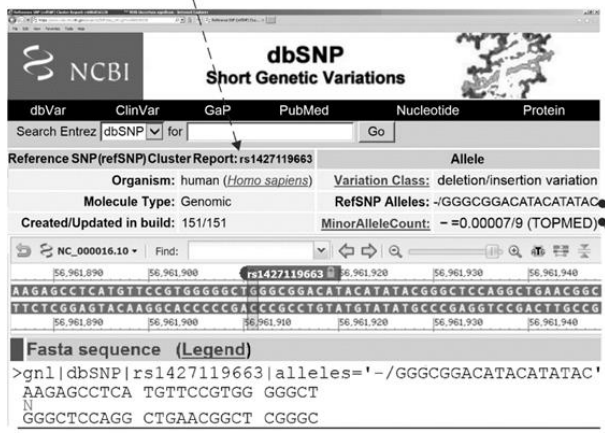 NCBI
dbSNP
Short Genetic Variations
dbVar ClinVar GaP PubMed Nucleotide Protein
Search Entrez dbSNP for Go
Reference SNP (refSNP) Cluster Report: rs1427119663 Allele
Organism: human (Homo sapiens) Variation Class: deletion/insertion variation
Molecule Type: Genomic RefSNP Alleles: -/GGGCGGACATACATATAC
Created/Updated in build: 151/151 MinorAlleleCount: - =0.00007/9 (TOPMED)
NC_000016.10 Find:
56,961,890 56,961,900 rs1427119663 56,961,920 56,961,930 56,961,940
AAGAGCCTCATGTTCCGTGGGGGCTGGGCGGACATACATATACGGGCTCCAGGCTGAACGGC
TTCTCGGAGTACAAGGCACCCCCGACCCGCCTGTATGTATATGCCCGAGGTCCGACTTGCCG
56,961,890 56,961,900 56,961,910 56,961,920 56,961,930 56,961,940
Fasta sequence (Legend)
>gnl|dbSNP|rs1427119663|alleles='-/GGGCGGACATACATATAC'
AAGAGCCTCA TGTTCCGTGG GGGCT
N
GGGCTCCAGG CTGAACGGCT CGGGC